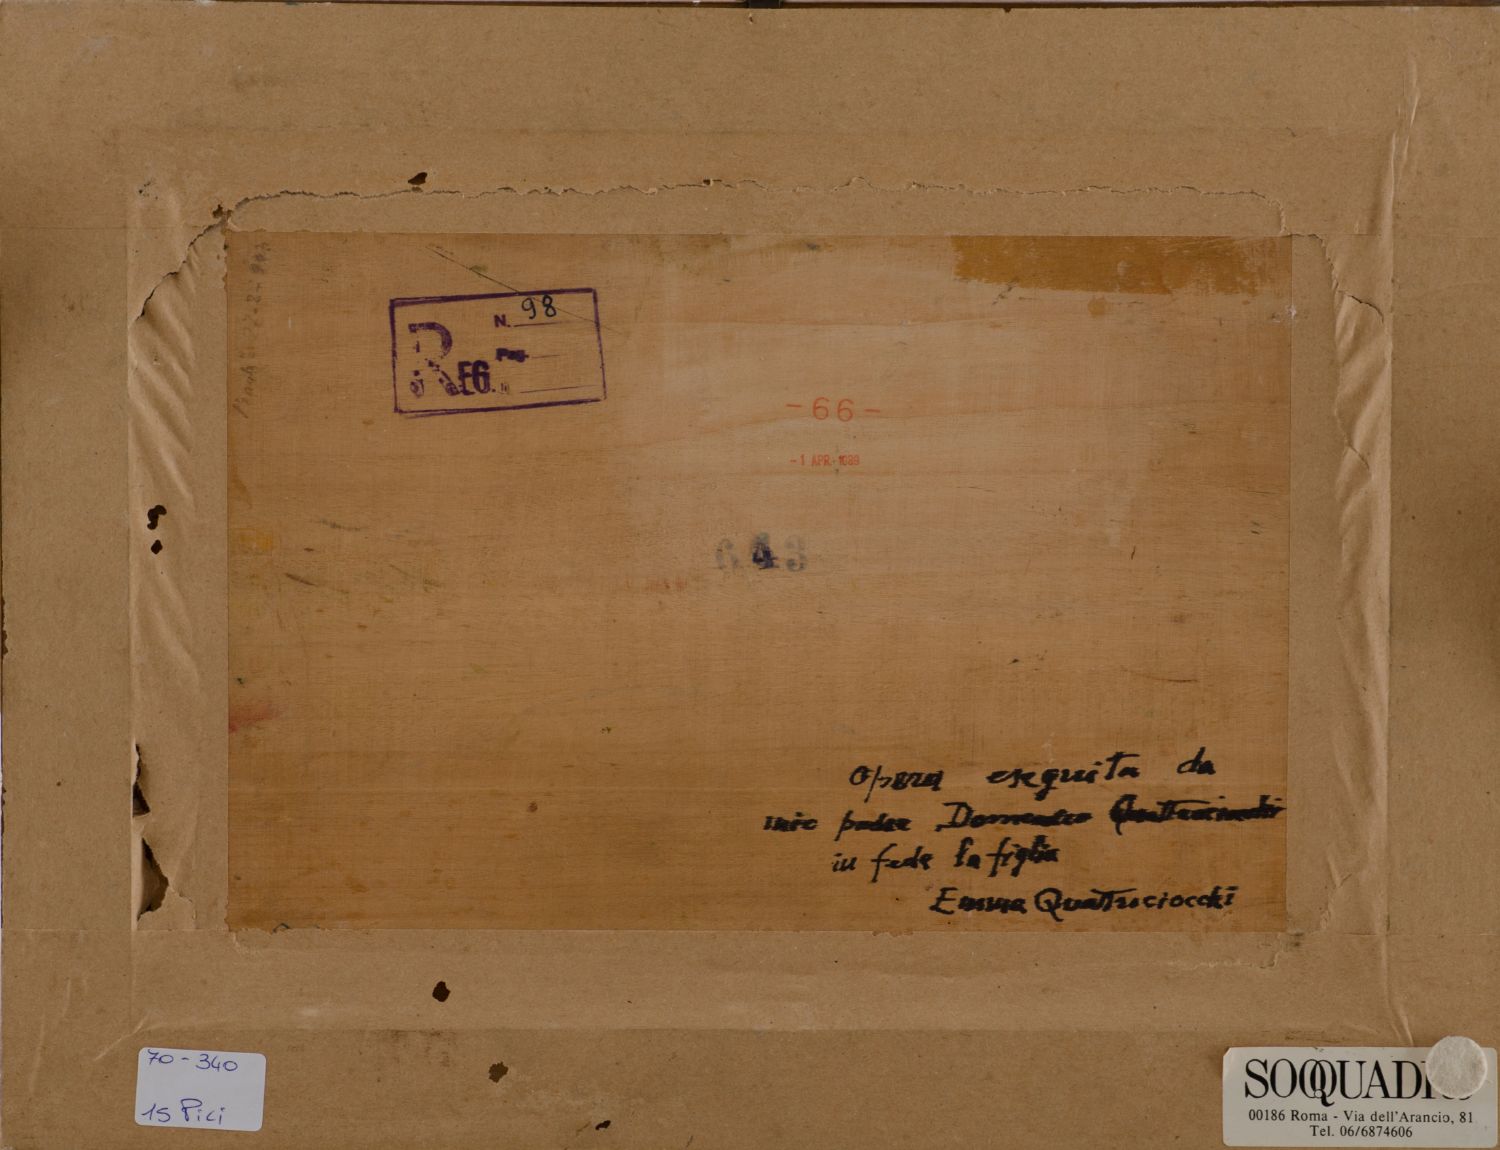 N. 98
REG.
Pag.
- 66 -
- 1 APR. 1989
643
Opera eseguita da
mio padre Domenico Quattrociocchi
in fede la figlia
Emma Quattrociocchi
70 - 340
15 Pici
SOQQUADRO
00186 Roma - Via dell'Arancio, 81
Tel. 06/6874606